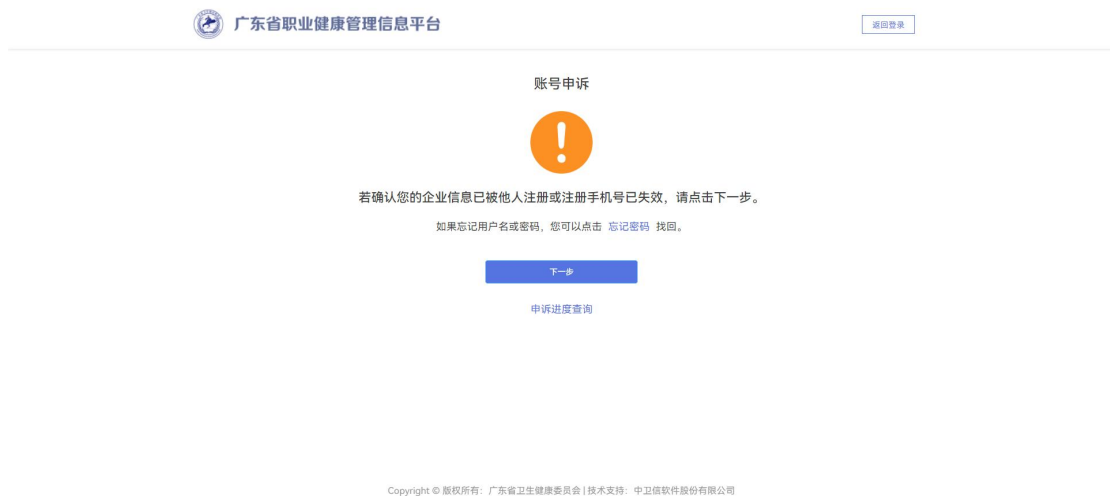 广东省职业健康管理信息平台
返回登录
账号申诉
若确认您的企业信息已被他人注册或注册手机号已失效，请点击下一步。
如果忘记用户名或密码，您可以点击 忘记密码 找回。
下一步
申诉进度查询
Copyright © 版权所有：广东省卫生健康委员会 | 技术支持：中卫信软件股份有限公司